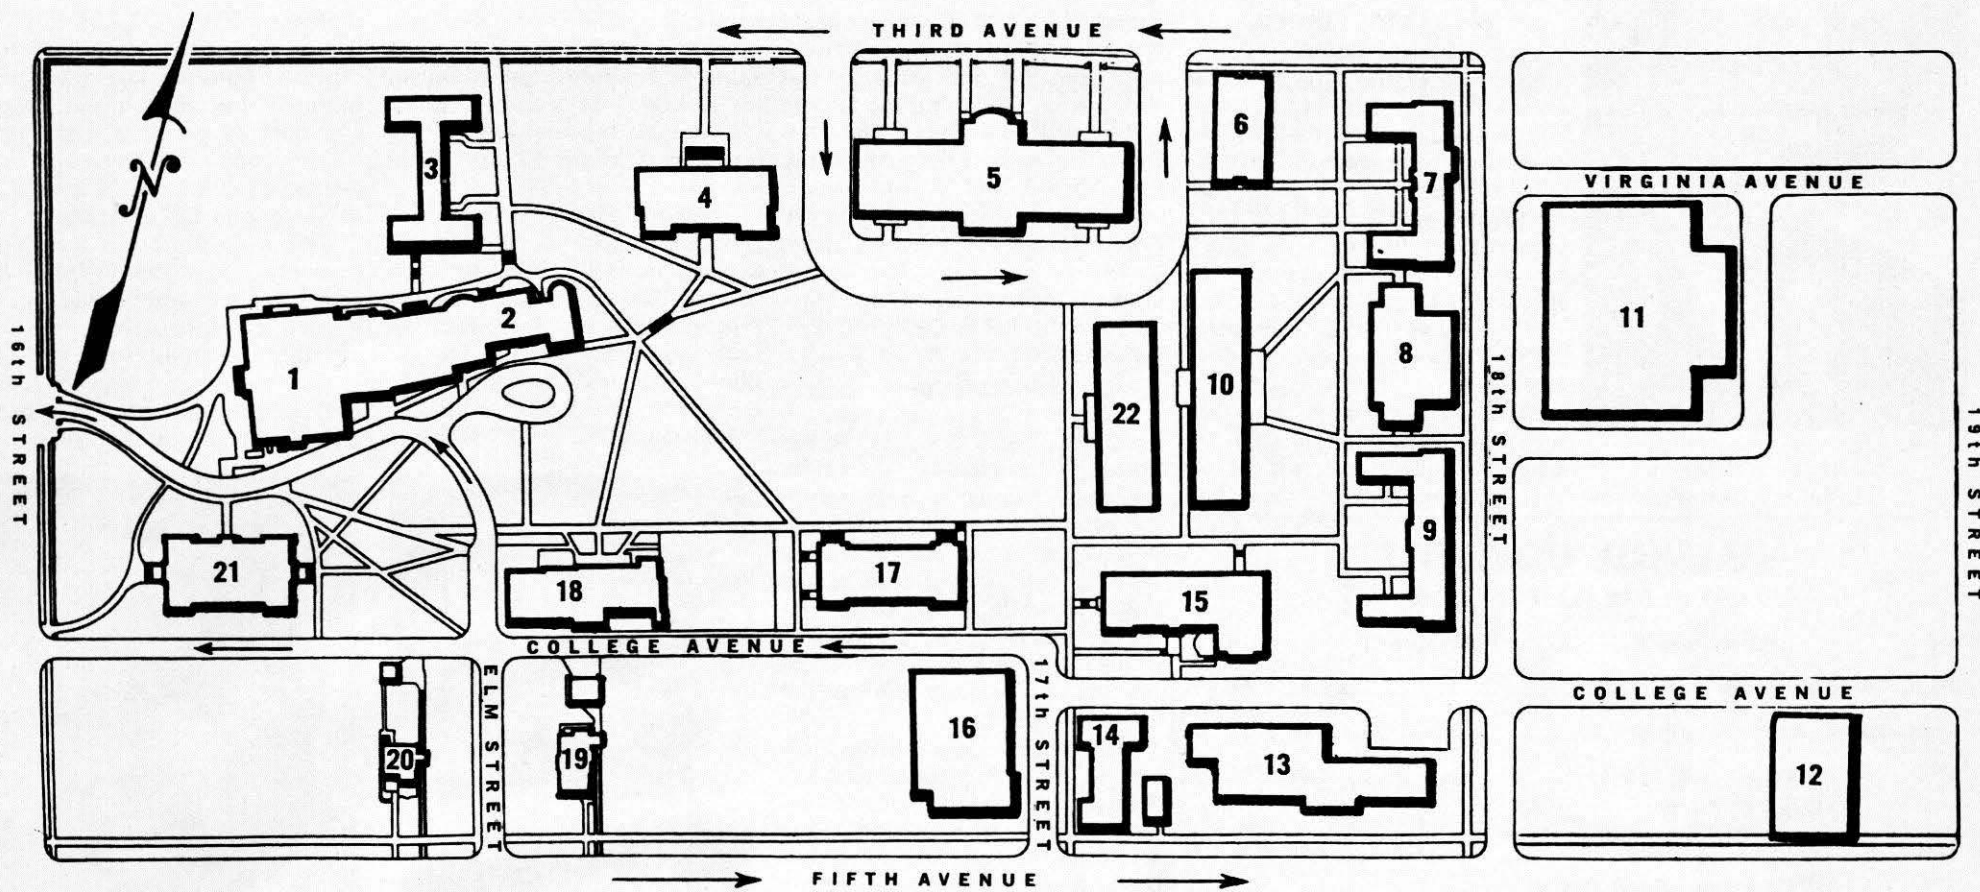 THIRD AVENUE
N
3
4
5
6
7
VIRGINIA AVENUE
11
2
1
16th STREET
22
10
8
18th STREET
19th STREET
9
21
18
17
15
COLLEGE AVENUE
COLLEGE AVENUE
ELM STREET
17th STREET
20
19
16
14
13
12
FIFTH AVENUE